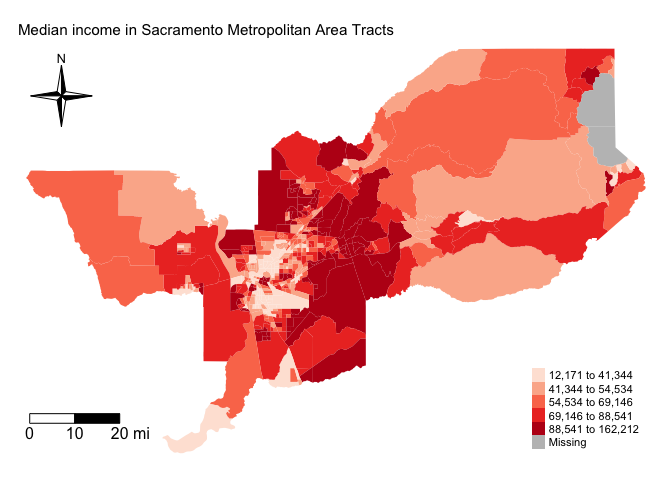 Median income in Sacramento Metropolitan Area Tracts
N
12,171 to 41,344
41,344 to 54,534
54,534 to 69,146
69,146 to 88,541
88,541 to 162,212
Missing
0 10 20 mi